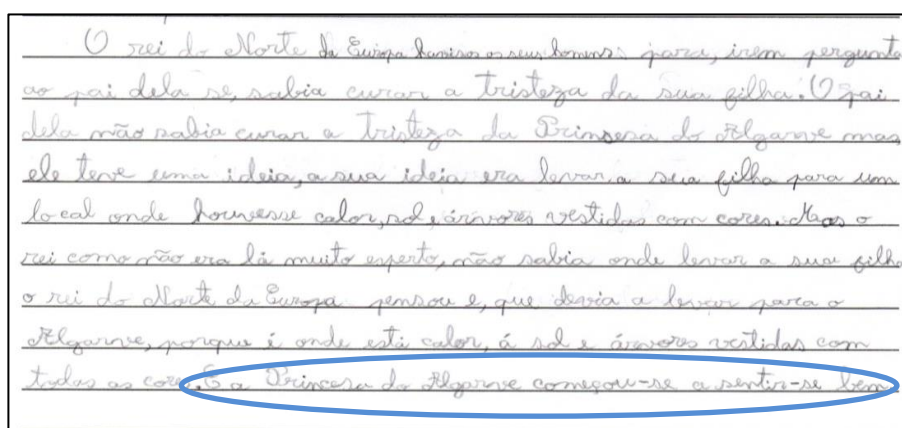 O rei do Norte da Europa os seus homens para, irem pergunta
ao pai dela se, sabia curar a tristeza da sua filha. O pai
dela não sabia curar a tristeza da Prinsesa do Algarve mas
ele teve uma ideia, a sua ideia era levar a sua filha para um
local onde houvesse calor, sol e árvores vestidas com cores. Mas o
rei como não era lá muito esperto, não sabia onde levar a sua filha
o rei do Norte da Europa pensou e, que devia a levar para o
Algarve, porque é onde está calor, á sol e árvores vestidas com
todas as cores. E a Princesa do Algarve começou-se a sentir-se bem